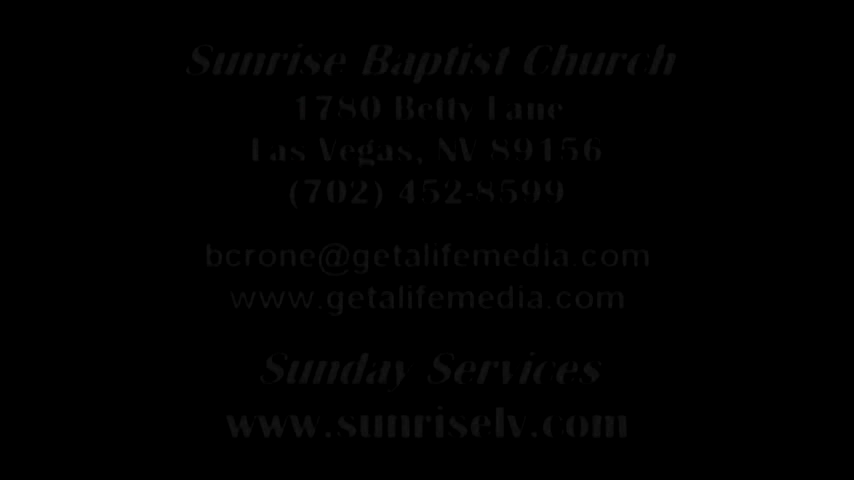 Sunrise Baptist Church
1780 Betty Lane
Las Vegas, NV 89156
(702) 452-8599
bcrone@getalifemedia.com
www.getalifemedia.com
Sunday Services
www.sunriselv.com